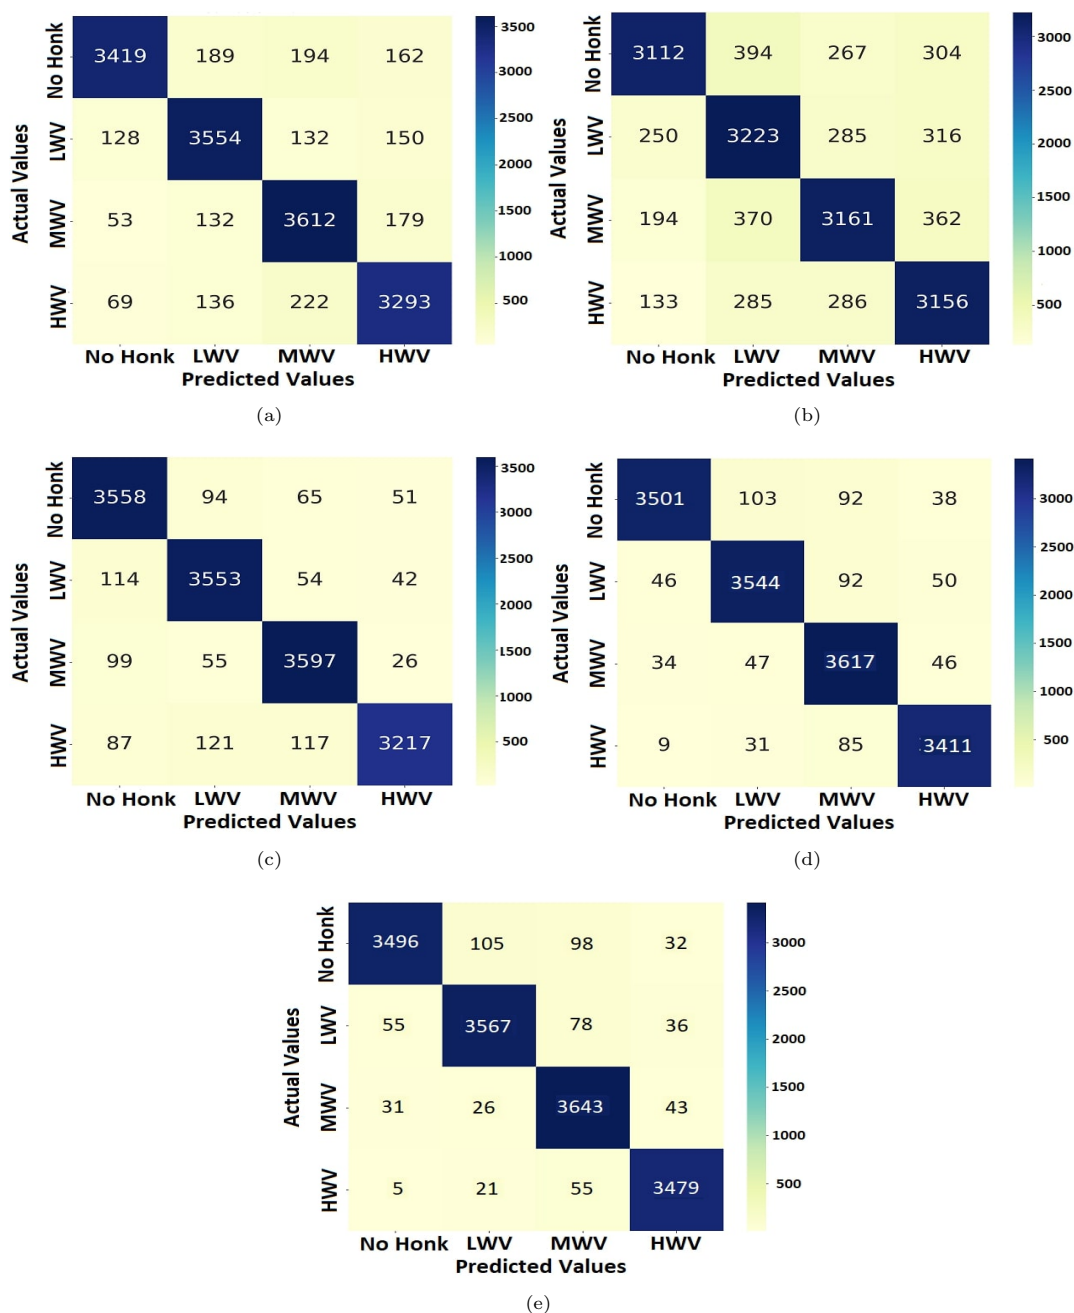 No Honk 3419 189 194 162
LWV 128 3554 132 150
MWV 53 132 3612 179
HWV 69 136 222 3293
Actual Values
No Honk LWV MWV HWV
Predicted Values
3500
3000
2500
2000
1500
1000
500
(a)
No Honk 3112 394 267 304
LWV 250 3223 285 316
MWV 194 370 3161 362
HWV 133 285 286 3156
Actual Values
No Honk LWV MWV HWV
Predicted Values
3000
2500
2000
1500
1000
500
(b)
No Honk 3558 94 65 51
LWV 114 3553 54 42
MWV 99 55 3597 26
HWV 87 121 117 3217
Actual Values
No Honk LWV MWV HWV
Predicted Values
3500
3000
2500
2000
1500
1000
500
(c)
No Honk 3501 103 92 38
LWV 46 3544 92 50
MWV 34 47 3617 46
HWV 9 31 85 3411
Actual Values
No Honk LWV MWV HWV
Predicted Values
3000
2500
2000
1500
1000
500
(d)
No Honk 3496 105 98 32
LWV 55 3567 78 36
MWV 31 26 3643 43
HWV 5 21 55 3479
Actual Values
No Honk LWV MWV HWV
Predicted Values
3000
2500
2000
1500
1000
500
(e)